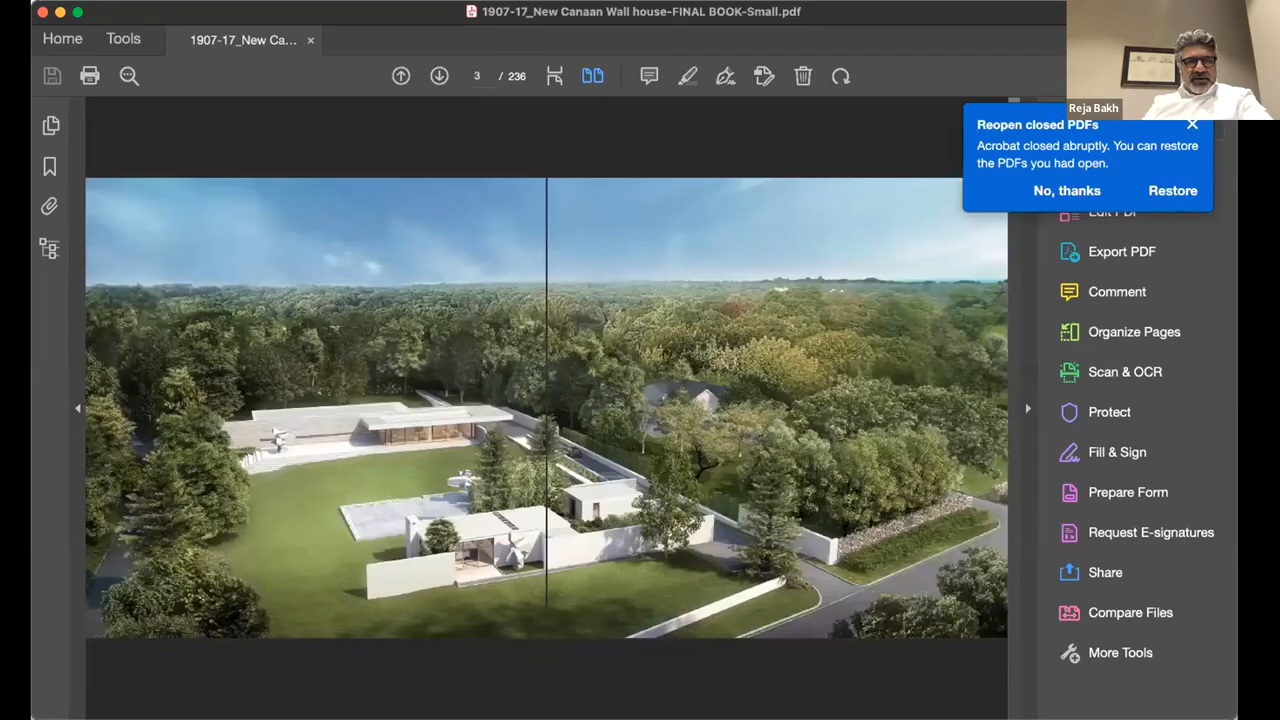 1907-17_New Canaan Wall house-FINAL BOOK-Small.pdf
Home
Tools
1907-17_New Ca...
3 / 236
Reja Bakh
Reopen closed PDFs
Acrobat closed abruptly. You can restore
the PDFs you had open.
No, thanks
Restore
Edit PDF
Export PDF
Comment
Organize Pages
Scan & OCR
Protect
Fill & Sign
Prepare Form
Request E-signatures
Share
Compare Files
More Tools